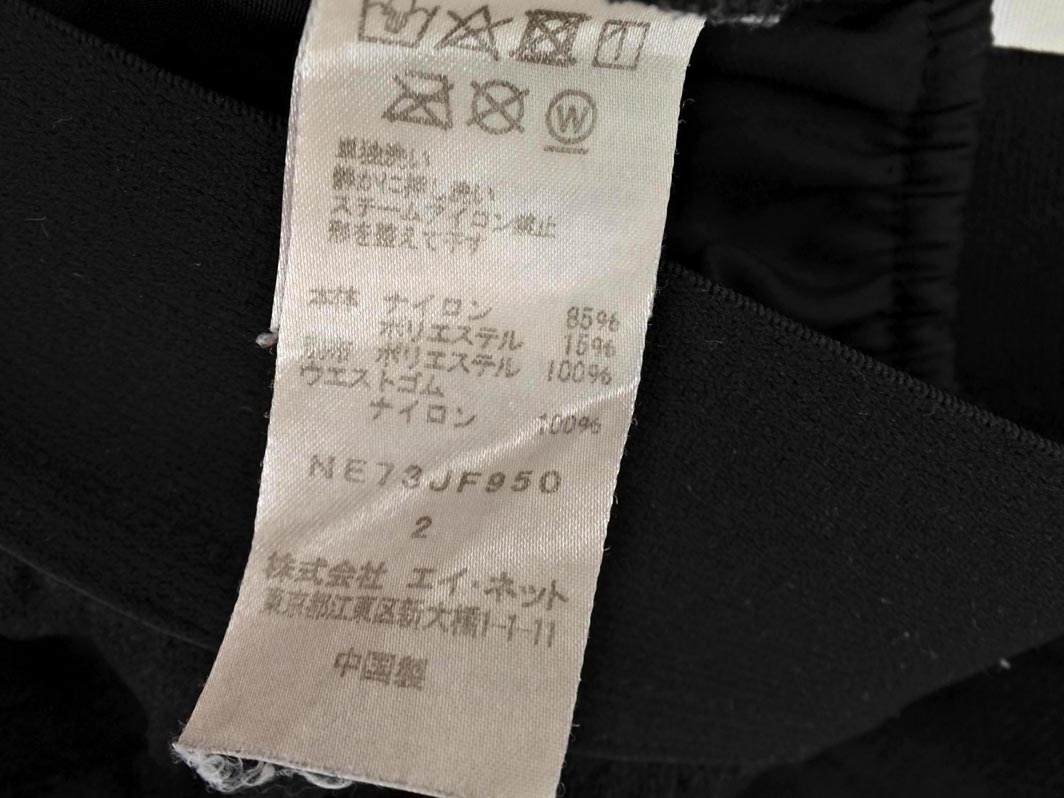 W
単独洗い
静かに押し洗い
スチームアイロン禁止
形を整えて干す
本体 ナイロン 85%
ポリエステル 15%
別布 ポリエステル 100%
ウエストゴム
ナイロン 100%
NE73JF950
2
株式会社 エイ・ネット
東京都江東区新大橋1-1-11
中国製